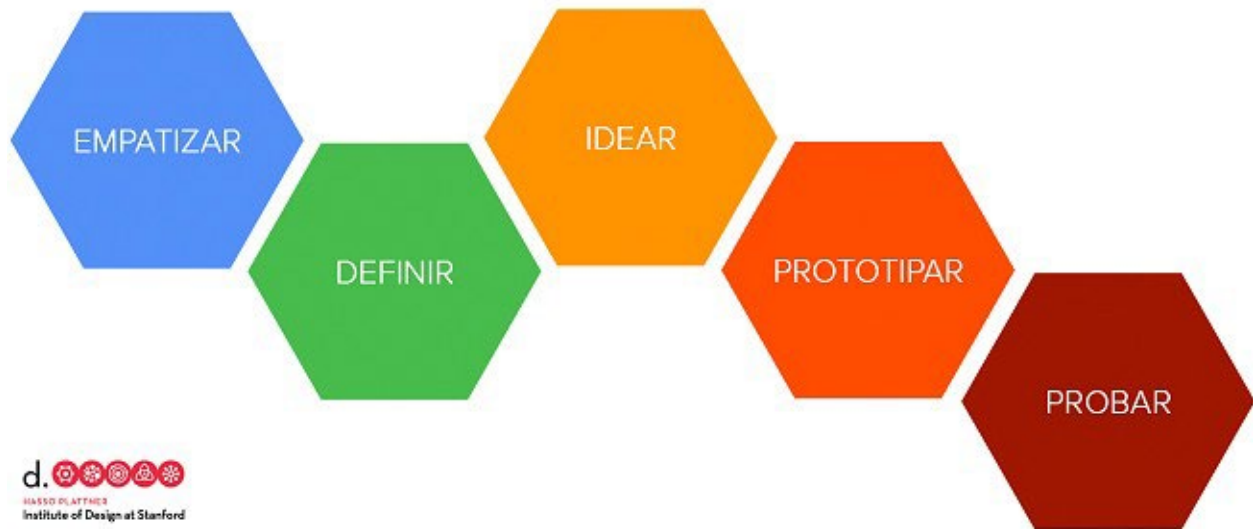 EMPATIZAR
DEFINIR
IDEAR
PROTOTIPAR
PROBAR
d.
HASSO PLATTNER
Institute of Design at Stanford